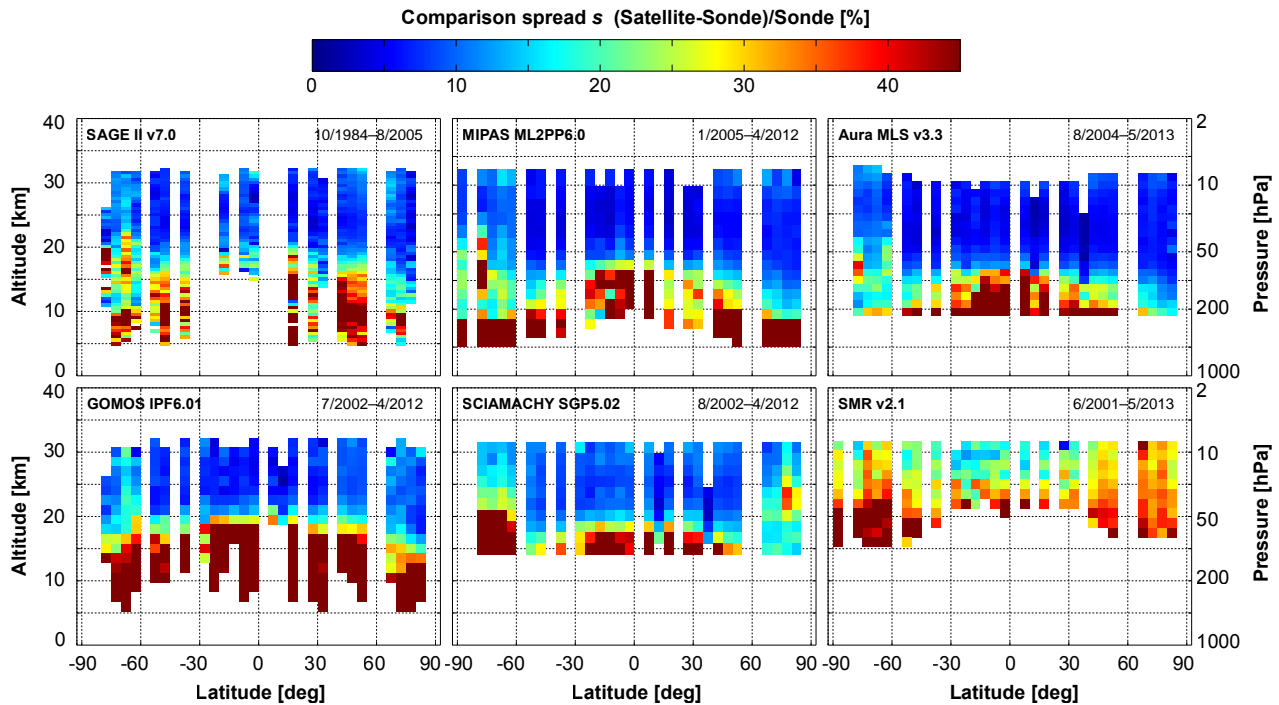 Comparison spread s (Satellite-Sonde)/Sonde [%]
0 10 20 30 40
40 SAGE II v7.0 10/1984–8/2005 MIPAS ML2PP6.0 1/2005–4/2012 Aura MLS v3.3 8/2004–5/2013 2
30 10
20 50
10 200
0 1000
Altitude [km] Pressure [hPa]
40 GOMOS IPF6.01 7/2002–4/2012 SCIAMACHY SGP5.02 8/2002–4/2012 SMR v2.1 6/2001–5/2013 2
30 10
20 50
10 200
0 1000
Altitude [km] Pressure [hPa]
-90 -60 -30 0 30 60 90 -90 -60 -30 0 30 60 90 -90 -60 -30 0 30 60 90
Latitude [deg] Latitude [deg] Latitude [deg]